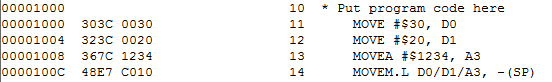 00001000 10 * Put program code here
00001000 303C 0030 11 MOVE #$30, D0
00001004 323C 0020 12 MOVE #$20, D1
00001008 367C 1234 13 MOVEA #$1234, A3
0000100C 48E7 C010 14 MOVEM.L D0/D1/A3, -(SP)